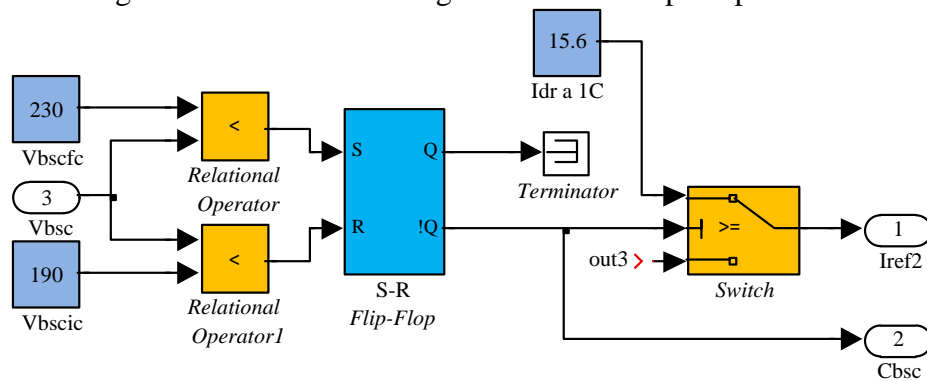 15.6
Idr a 1C
230
Vbscfc
<
Relational
Operator
3
Vbsc
190
Vbscic
<
Relational
Operator1
S
Q
R
!Q
S-R
Flip-Flop
Terminator
>=
out3
Switch
1
Iref2
2
Cbsc